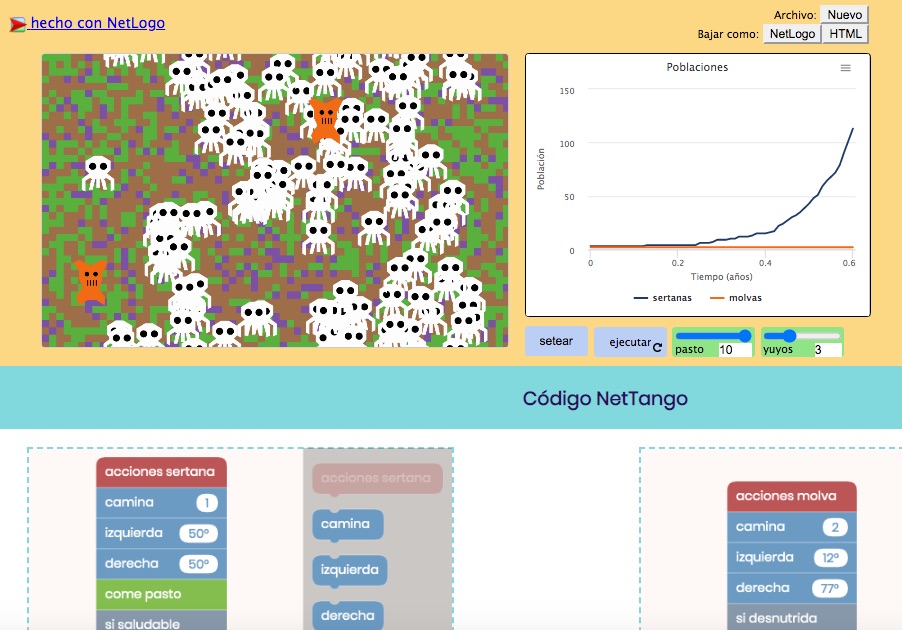 hecho con NetLogo
Archivo: Nuevo
Bajar como: NetLogo HTML
Poblaciones
150
100
50
0
Población
0 0.2 0.4 0.6
Tiempo (años)
sertanas molvas
setear ejecutar pasto 10 yuyos 3
Código NetTango
acciones sertana
camina 1
izquierda 50°
derecha 50°
come pasto
si saludable
acciones sertana
camina
izquierda
derecha
acciones molva
camina 2
izquierda 12°
derecha 77°
si desnutrida